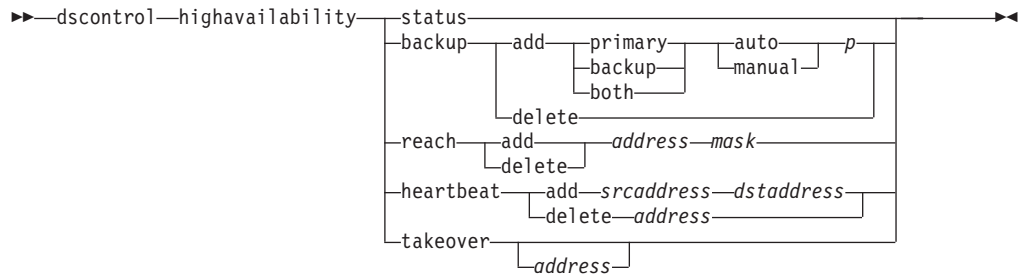 dscontrol highavailability status
backup add primary auto p
backup manual
both
delete
reach add address mask
delete
heartbeat add srcaddress dstaddress
delete address
takeover
address